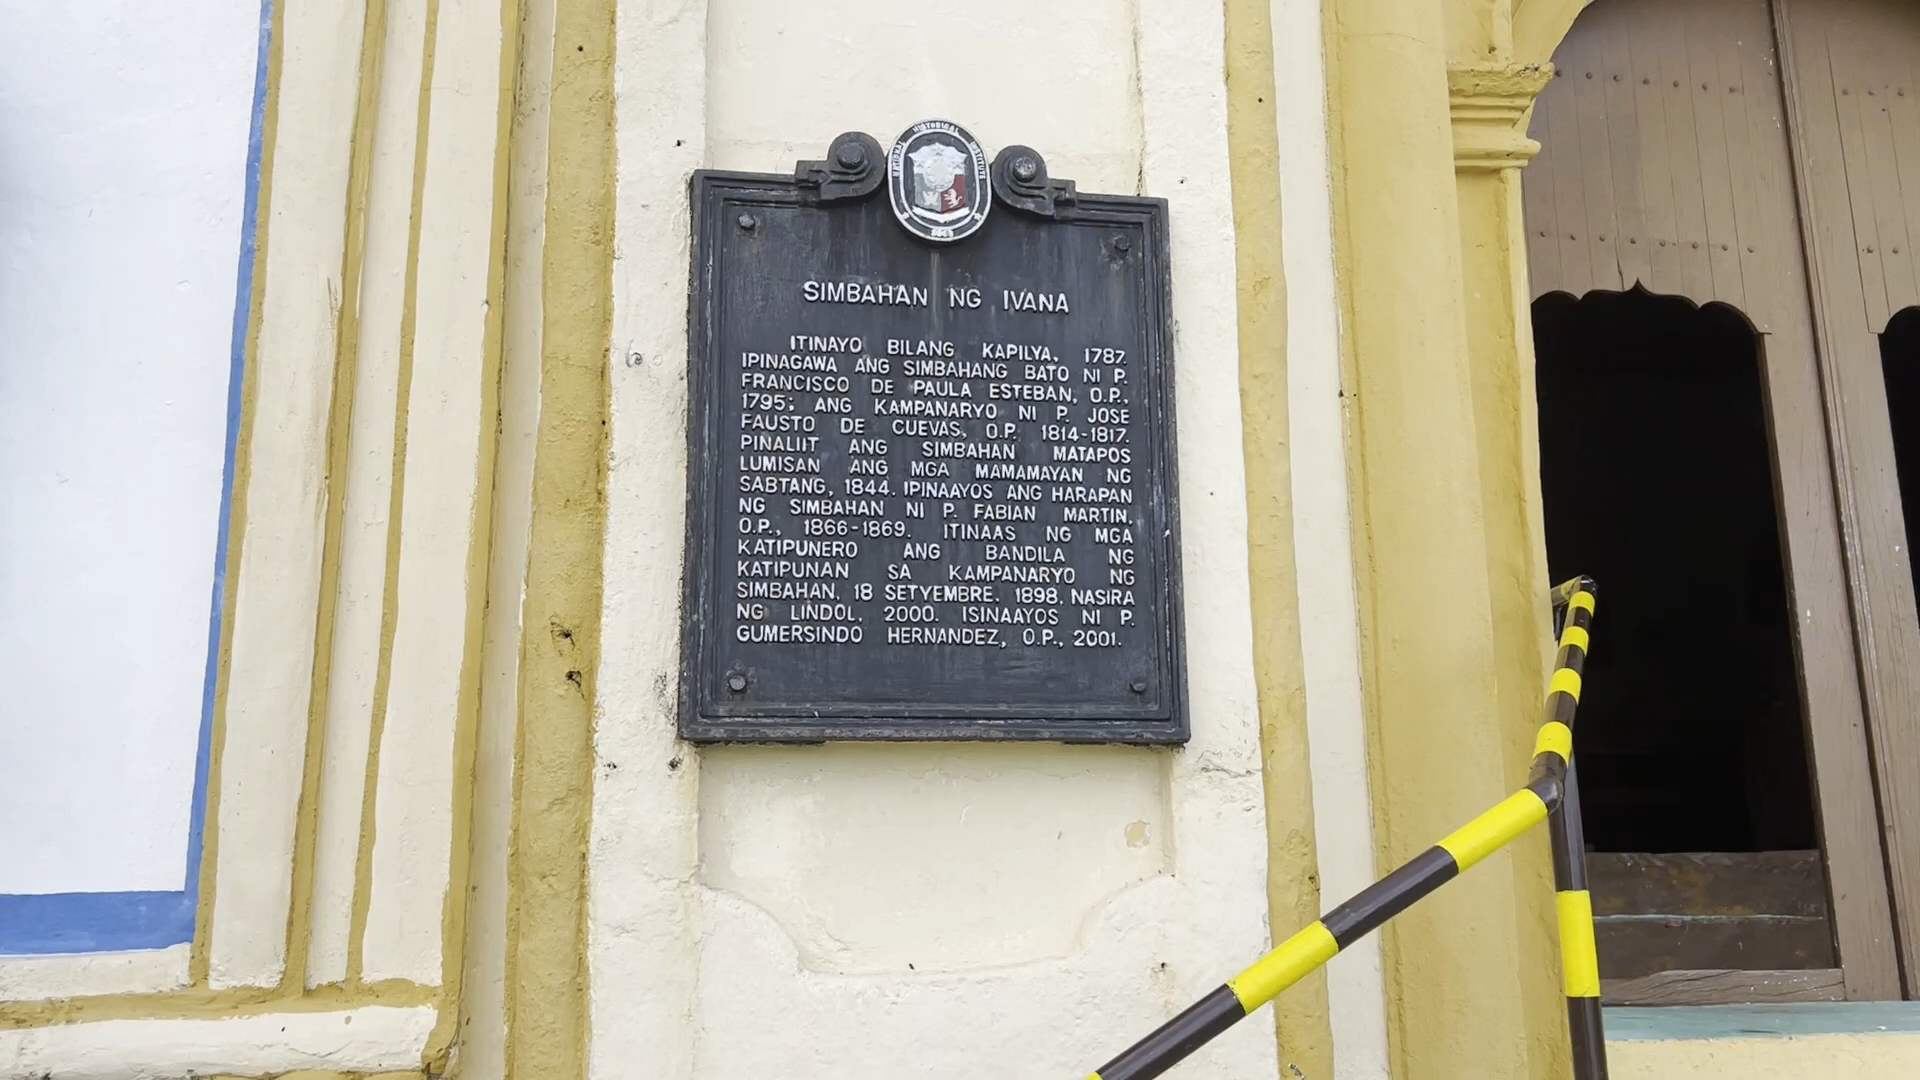 NATIONAL HISTORICAL INSTITUTE
SIMBAHAN NG IVANA
ITINAYO BILANG KAPILYA, 1787.
IPINAGAWA ANG SIMBAHANG BATO NI P.
FRANCISCO DE PAULA ESTEBAN, O.P.,
1795; ANG KAMPANARYO NI P. JOSE
FAUSTO DE CUEVAS, O.P. 1814-1817.
PINALIIT ANG SIMBAHAN MATAPOS
LUMISAN ANG MGA MAMAMAYAN NG
SABTANG, 1844. IPINAAYOS ANG HARAPAN
NG SIMBAHAN NI P. FABIAN MARTIN,
O.P., 1866-1869. ITINAAS NG MGA
KATIPUNERO ANG BANDILA NG
KATIPUNAN SA KAMPANARYO NG
SIMBAHAN, 18 SETYEMBRE, 1898. NASIRA
NG LINDOL, 2000. ISINAAYOS NI P.
GUMERSINDO HERNANDEZ, O.P., 2001.